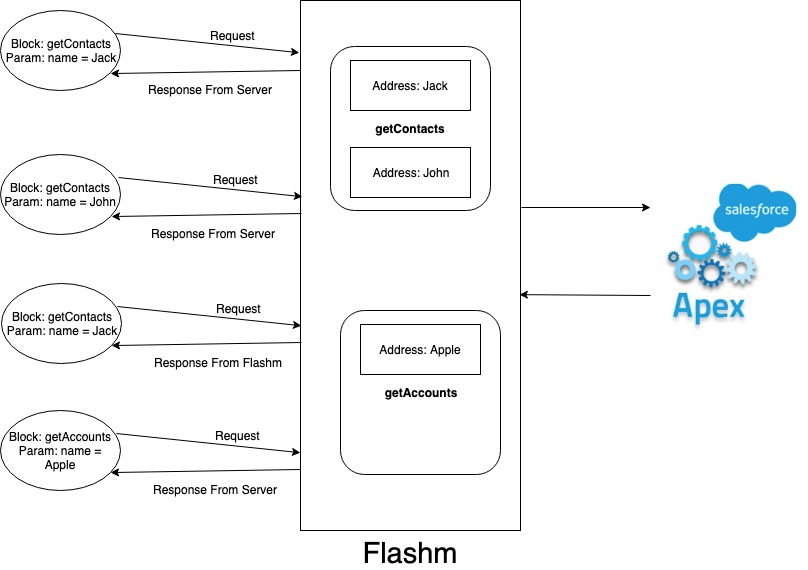 Block: getContacts
Param: name = Jack
Request
Response From Server
Address: Jack
getContacts
Address: John
Block: getContacts
Param: name = John
Request
Response From Server
salesforce
Apex
Block: getContacts
Param: name = Jack
Request
Response From Flashm
Address: Apple
getAccounts
Block: getAccounts
Param: name =
Apple
Request
Response From Server
Flashm